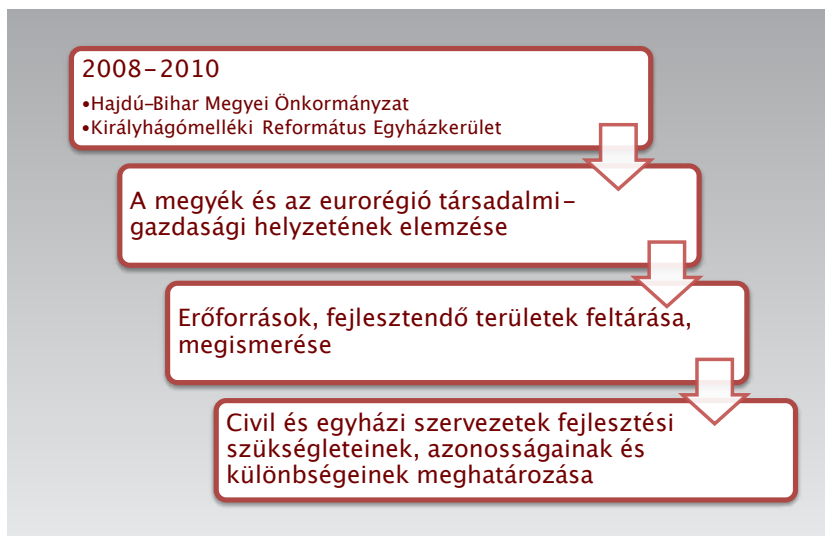 2008-2010
•Hajdú-Bihar Megyei Önkormányzat
•Királyhágómelléki Református Egyházkerület
A megyék és az eurorégió társadalmi-
gazdasági helyzetének elemzése
Erőforrások, fejlesztendő területek feltárása,
megismerése
Civil és egyházi szervezetek fejlesztési
szükségleteinek, azonosságainak és
különbségeinek meghatározása